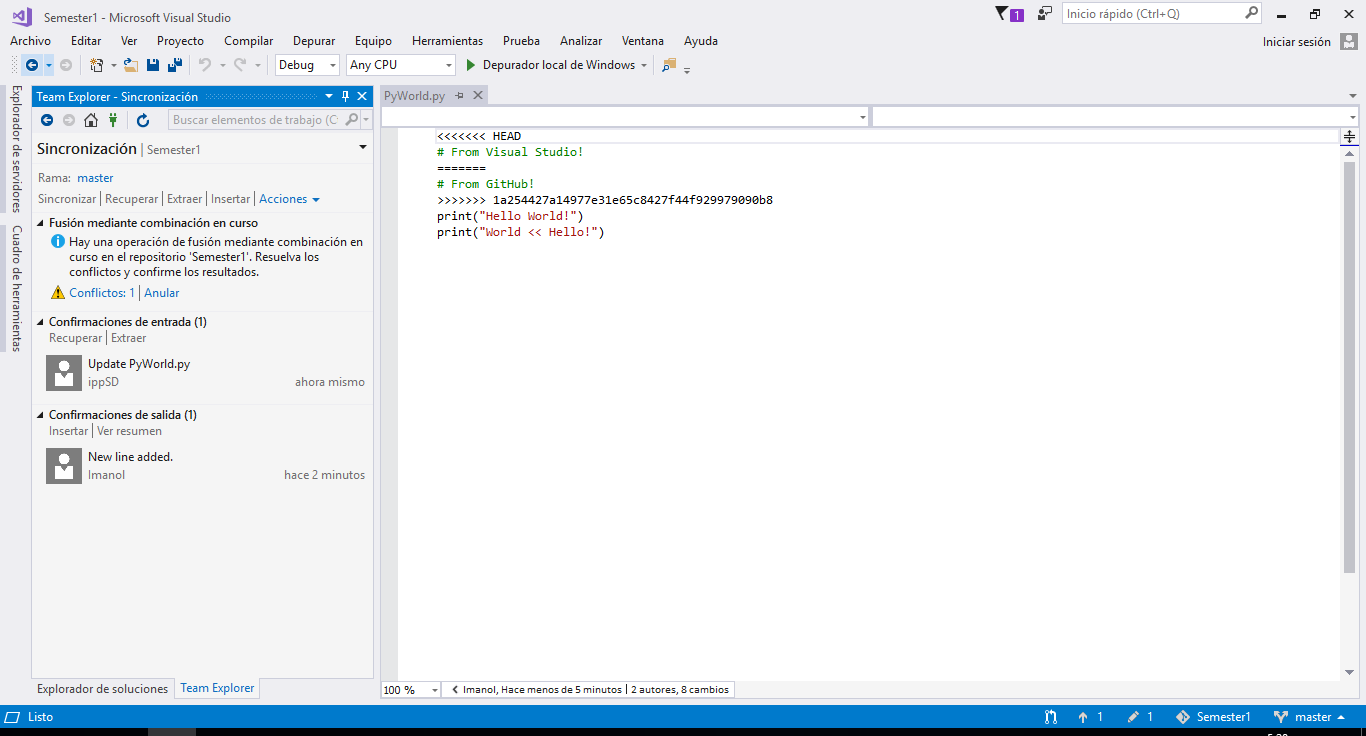 Semester1 - Microsoft Visual Studio
1
Inicio rápido (Ctrl+Q)
Archivo Editar Ver Proyecto Compilar Depurar Equipo Herramientas Prueba Analizar Ventana Ayuda
Iniciar sesión
Debug Any CPU Depurador local de Windows
Explorador de servidores
Cuadro de herramientas
Team Explorer - Sincronización
Buscar elementos de trabajo (C
Sincronización | Semester1
Rama: master
Sincronizar | Recuperar | Extraer | Insertar | Acciones
Fusión mediante combinación en curso
Hay una operación de fusión mediante combinación en
curso en el repositorio 'Semester1'. Resuelva los
conflictos y confirme los resultados.
Conflictos: 1 | Anular
Confirmaciones de entrada (1)
Recuperar | Extraer
Update PyWorld.py
ippSD ahora mismo
Confirmaciones de salida (1)
Insertar | Ver resumen
New line added.
Imanol hace 2 minutos
Explorador de soluciones Team Explorer
PyWorld.py
<<<<<<< HEAD
# From Visual Studio!
=======
# From GitHub!
>>>>>>> 1a254427a14977e31e65c8427f44f929979090b8
print("Hello World!")
print("World << Hello!")
100 %
Imanol, Hace menos de 5 minutos | 2 autores, 8 cambios
Listo
1 1 Semester1 master